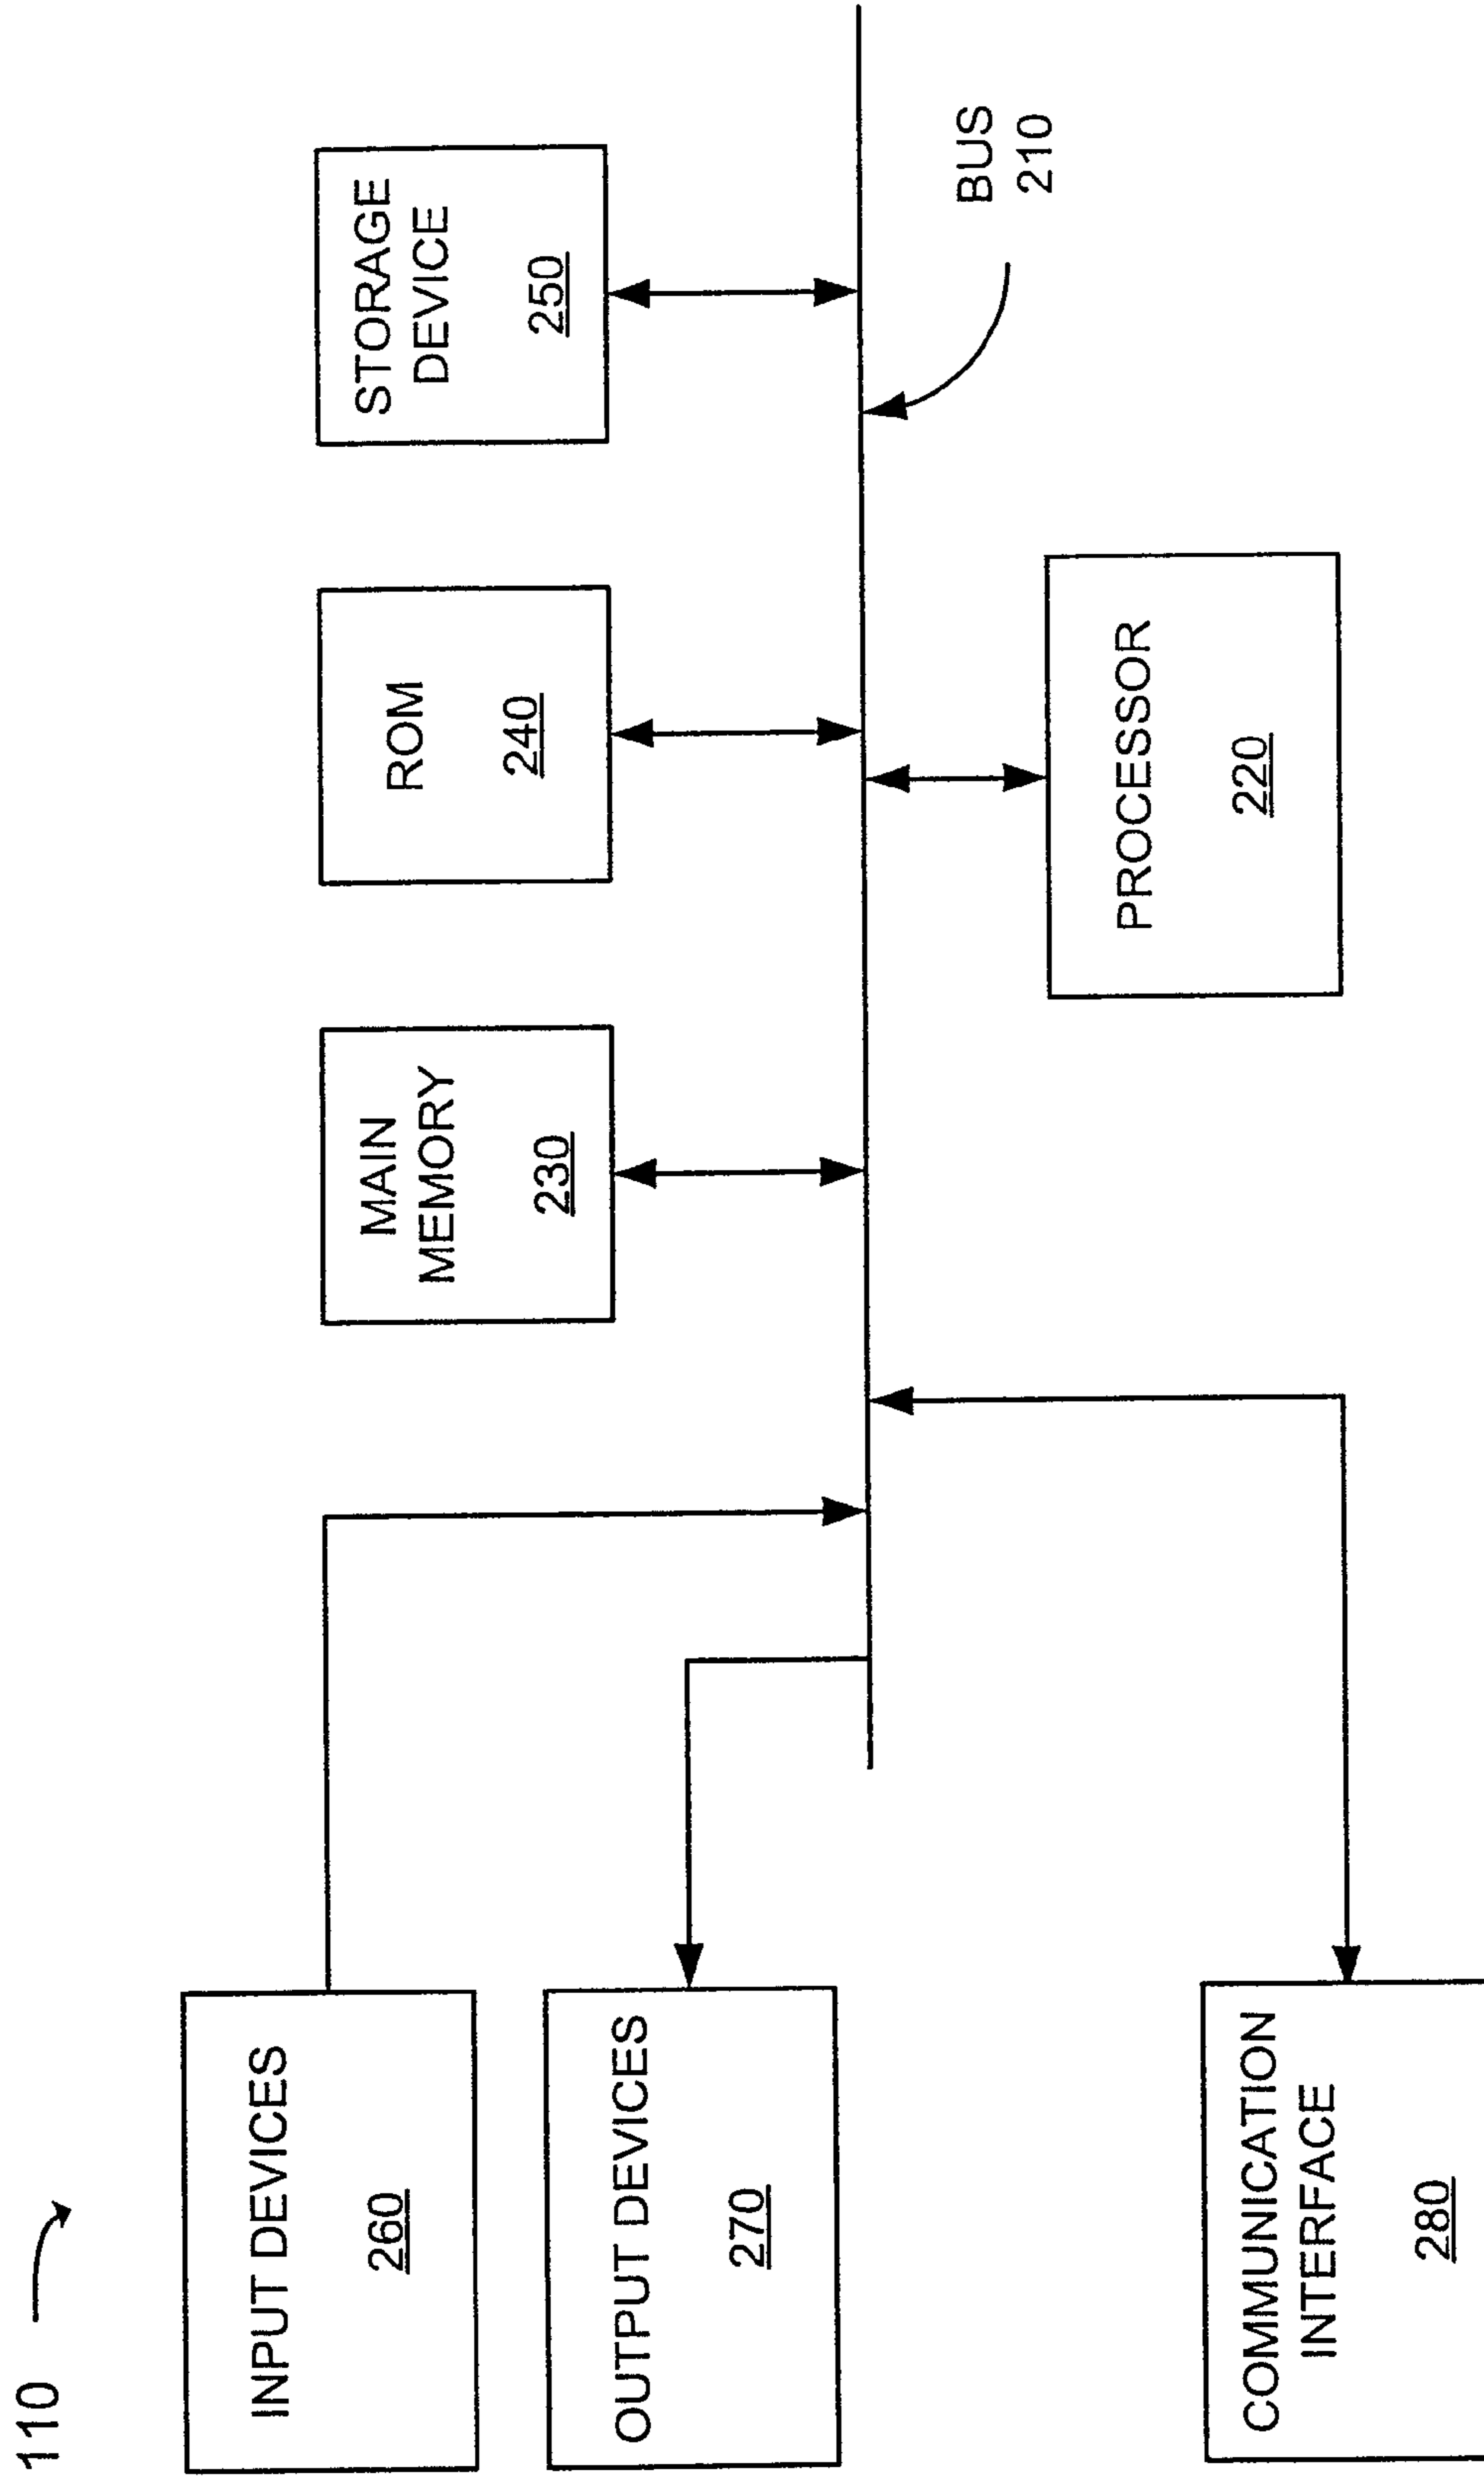 110
INPUT DEVICES
260
OUTPUT DEVICES
270
COMMUNICATION
INTERFACE
280
MAIN
MEMORY
230
ROM
240
STORAGE
DEVICE
250
PROCESSOR
220
BUS
210